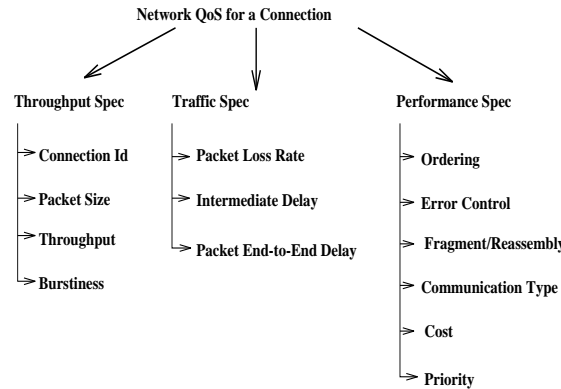 Network QoS for a Connection
Throughput Spec
Connection Id
Packet Size
Throughput
Burstiness
Traffic Spec
Packet Loss Rate
Intermediate Delay
Packet End-to-End Delay
Performance Spec
Ordering
Error Control
Fragment/Reassembly
Communication Type
Cost
Priority